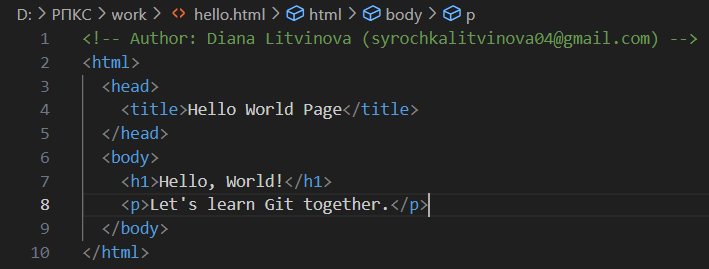 D: > РПКС > work > <> hello.html > html > body > p
1 <!-- Author: Diana Litvinova (syrochkalitvinova04@gmail.com) -->
2 <html>
3 <head>
4 <title>Hello World Page</title>
5 </head>
6 <body>
7 <h1>Hello, World!</h1>
8 <p>Let's learn Git together.</p>
9 </body>
10 </html>